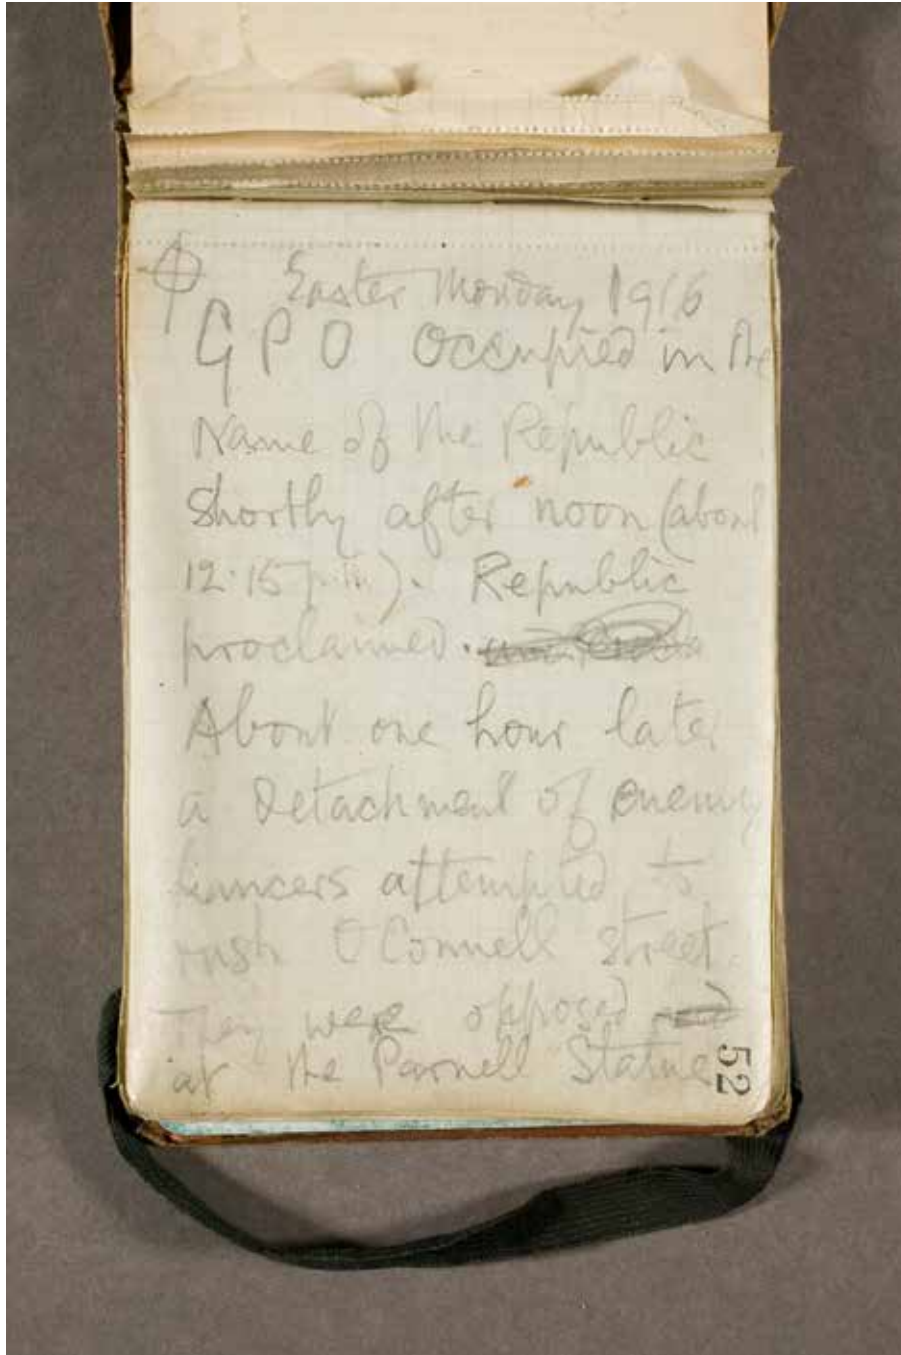 Easter Monday 1916
G P O Occupied in the
Name of the Republic
Shortly after noon (about
12.15 p.m.). Republic
proclaimed.
About one hour later
a Detachment of enemy
Lancers attempted to
rush O'Connell street.
They were opposed
at the Parnell Statue
52